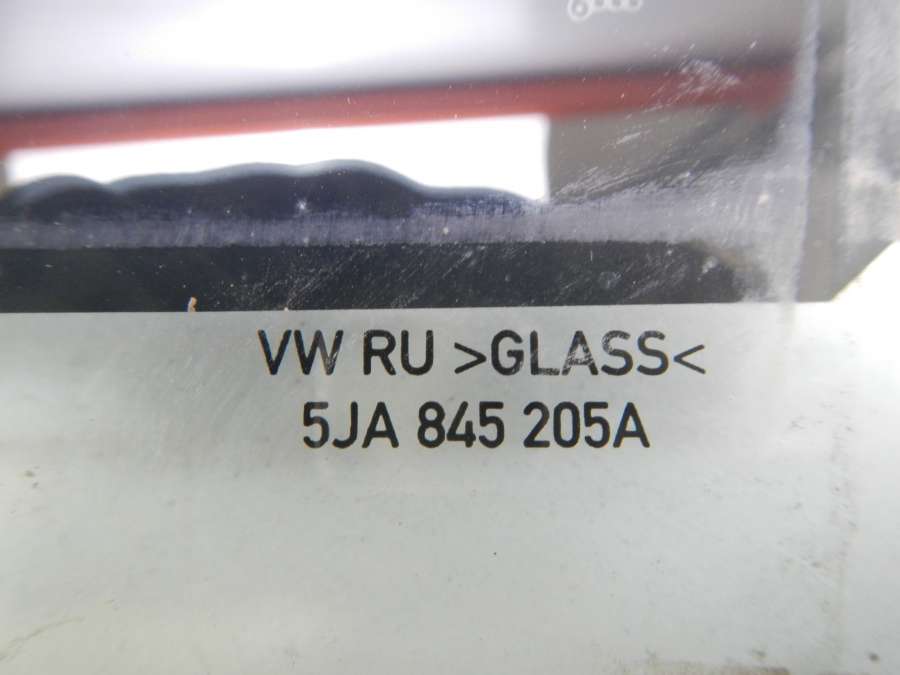 VW RU >GLASS<
5JA 845 205A